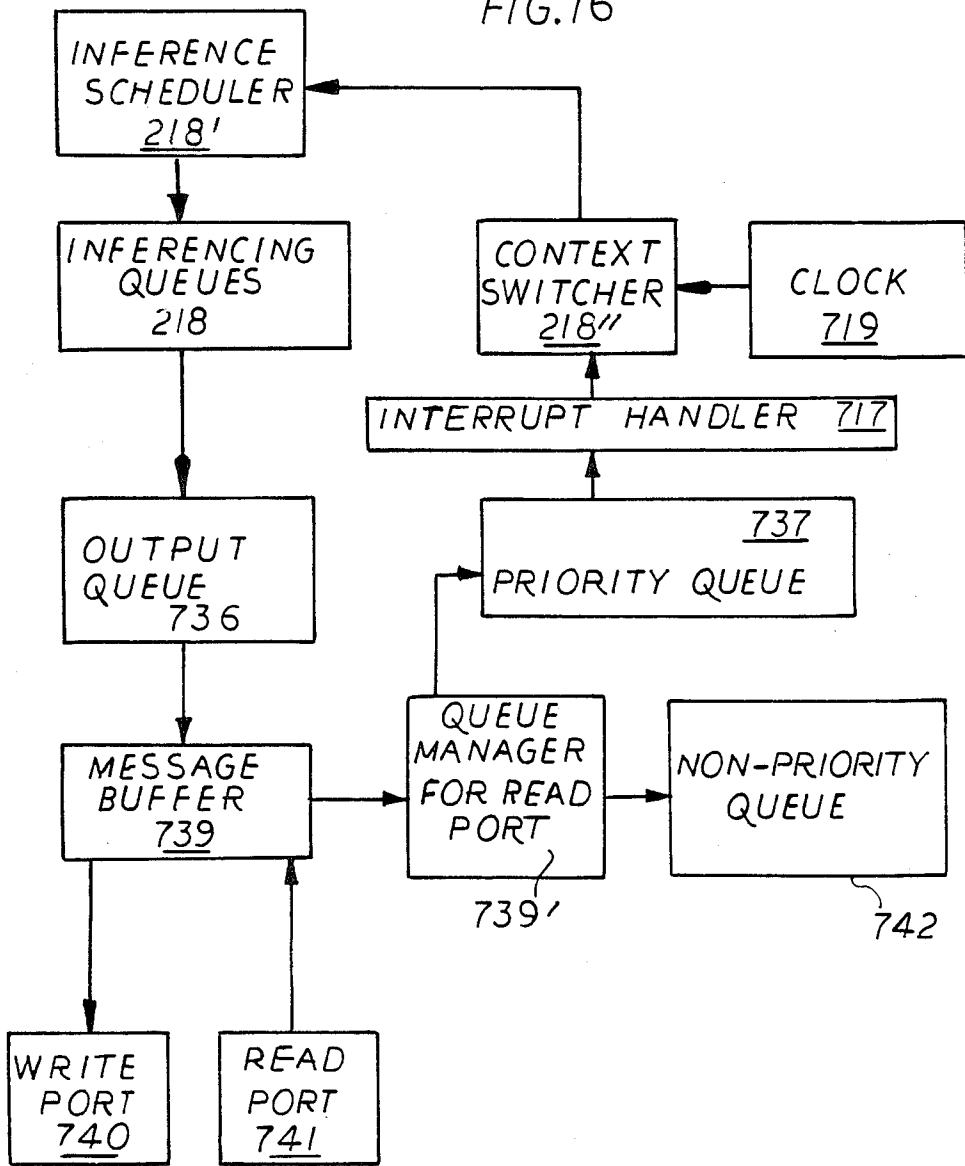 FIG. 16
INFERENCE
SCHEDULER
218'
INFERENCING
QUEUES
218
CONTEXT
SWITCHER
218"
CLOCK
719
INTERRUPT HANDLER 717
OUTPUT
QUEUE
736
737
PRIORITY QUEUE
MESSAGE
BUFFER
739
QUEUE
MANAGER
FOR READ
PORT
739'
NON-PRIORITY
QUEUE
742
WRITE
PORT
740
READ
PORT
741